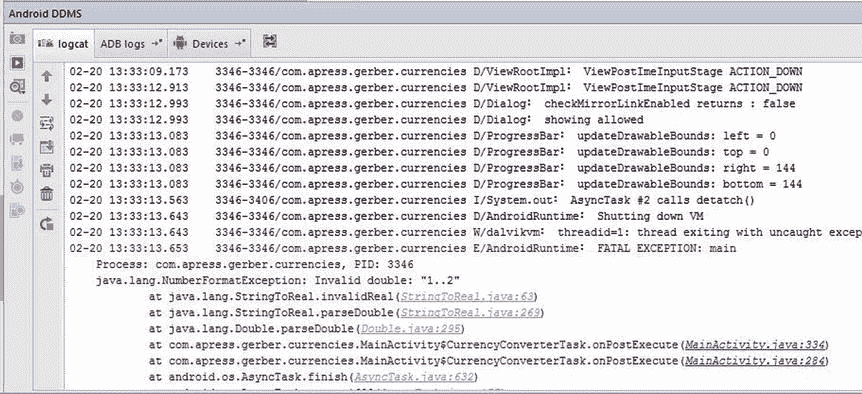 Android DDMS
logcat ADB logs Devices
02-20 13:33:09.173 3346-3346/com.apress.gerber.currencies D/ViewRootImpl: ViewPostImeInputStage ACTION_DOWN
02-20 13:33:12.913 3346-3346/com.apress.gerber.currencies D/ViewRootImpl: ViewPostImeInputStage ACTION_DOWN
02-20 13:33:12.993 3346-3346/com.apress.gerber.currencies D/Dialog: checkMirrorLinkEnabled returns : false
02-20 13:33:12.993 3346-3346/com.apress.gerber.currencies D/Dialog: showing allowed
02-20 13:33:13.083 3346-3346/com.apress.gerber.currencies D/ProgressBar: updateDrawableBounds: left = 0
02-20 13:33:13.083 3346-3346/com.apress.gerber.currencies D/ProgressBar: updateDrawableBounds: top = 0
02-20 13:33:13.083 3346-3346/com.apress.gerber.currencies D/ProgressBar: updateDrawableBounds: right = 144
02-20 13:33:13.083 3346-3346/com.apress.gerber.currencies D/ProgressBar: updateDrawableBounds: bottom = 144
02-20 13:33:13.563 3346-3406/com.apress.gerber.currencies I/System.out: AsyncTask #2 calls detatch()
02-20 13:33:13.643 3346-3346/com.apress.gerber.currencies D/AndroidRuntime: Shutting down VM
02-20 13:33:13.643 3346-3346/com.apress.gerber.currencies W/dalvikvm: threadid=1: thread exiting with uncaught excep
02-20 13:33:13.653 3346-3346/com.apress.gerber.currencies E/AndroidRuntime: FATAL EXCEPTION: main
Process: com.apress.gerber.currencies, PID: 3346
java.lang.NumberFormatException: Invalid double: "1..2"
at java.lang.StringToReal.invalidReal(StringToReal.java:63)
at java.lang.StringToReal.parseDouble(StringToReal.java:269)
at java.lang.Double.parseDouble(Double.java:295)
at com.apress.gerber.currencies.MainActivity$CurrencyConverterTask.onPostExecute(MainActivity.java:334)
at com.apress.gerber.currencies.MainActivity$CurrencyConverterTask.onPostExecute(MainActivity.java:284)
at android.os.AsyncTask.finish(AsyncTask.java:632)